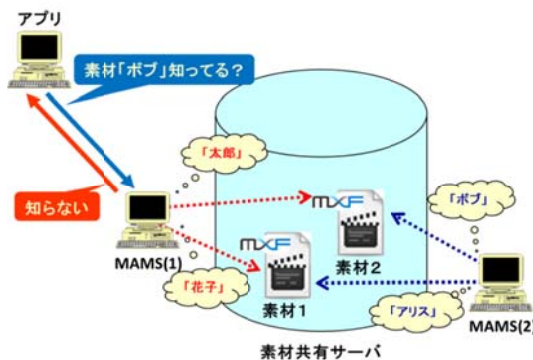 アプリ
素材「ボブ」知ってる？
「太郎」
知らない
MXF
「ボブ」
MAMS(1)
MXF
素材２
「花子」
素材１
「アリス」
MAMS(2)
素材共有サーバ